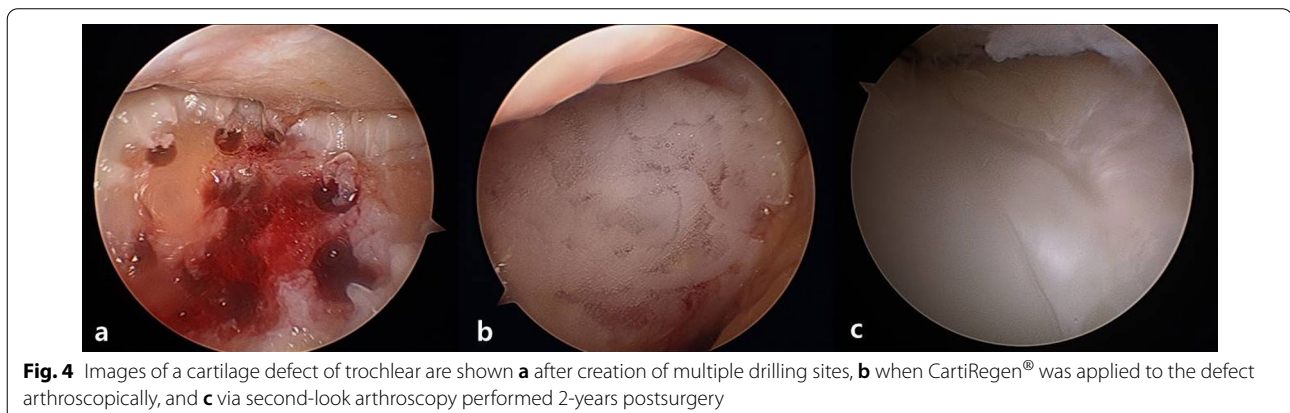 a
b
c
Fig. 4 Images of a cartilage defect of trochlear are shown a after creation of multiple drilling sites, b when CartiRegen® was applied to the defect
arthroscopically, and c via second-look arthroscopy performed 2-years postsurgery